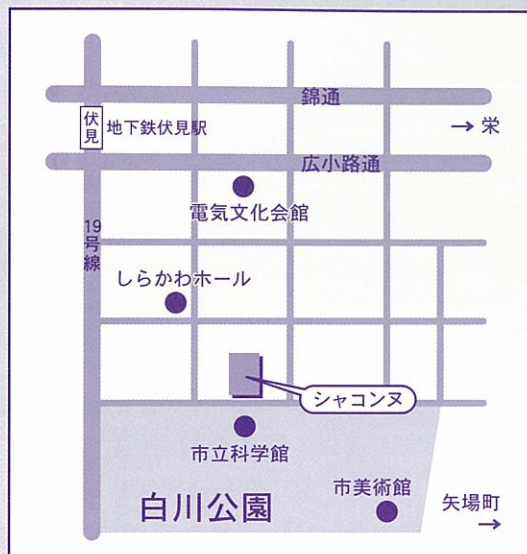 錦通
伏見
地下鉄伏見駅
→ 栄
広小路通
電気文化会館
19号線
しらかわホール
シャコンヌ
市立科学館
白川公園
市美術館
矢場町
→